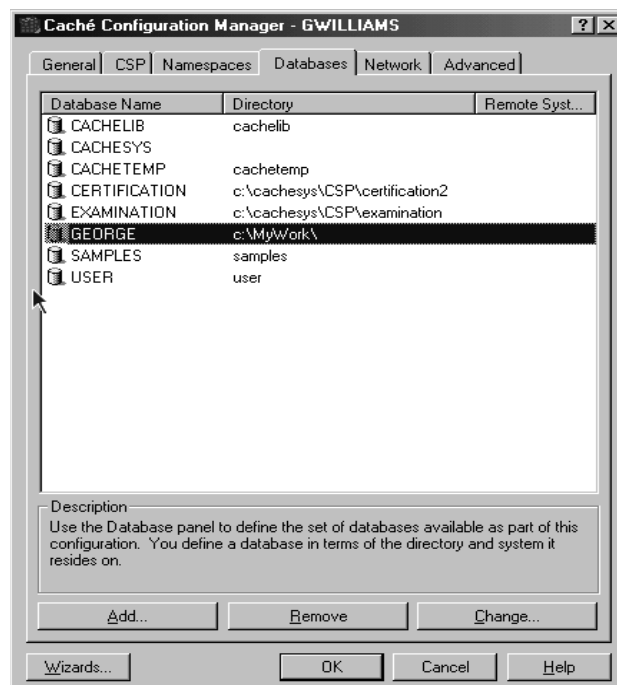 Caché Configuration Manager - GWILLIAMS
General CSP Namespaces Databases Network Advanced
Database Name Directory Remote Syst...
CACHELIB cachelib
CACHESYS
CACHETEMP cachetemp
CERTIFICATION c:\cachesys\CSP\certification2
EXAMINATION c:\cachesys\CSP\examination
GEORGE c:\MyWork\
SAMPLES samples
USER user
Description
Use the Database panel to define the set of databases available as part of this
configuration. You define a database in terms of the directory and system it
resides on.
Add... Remove Change...
Wizards... OK Cancel Help